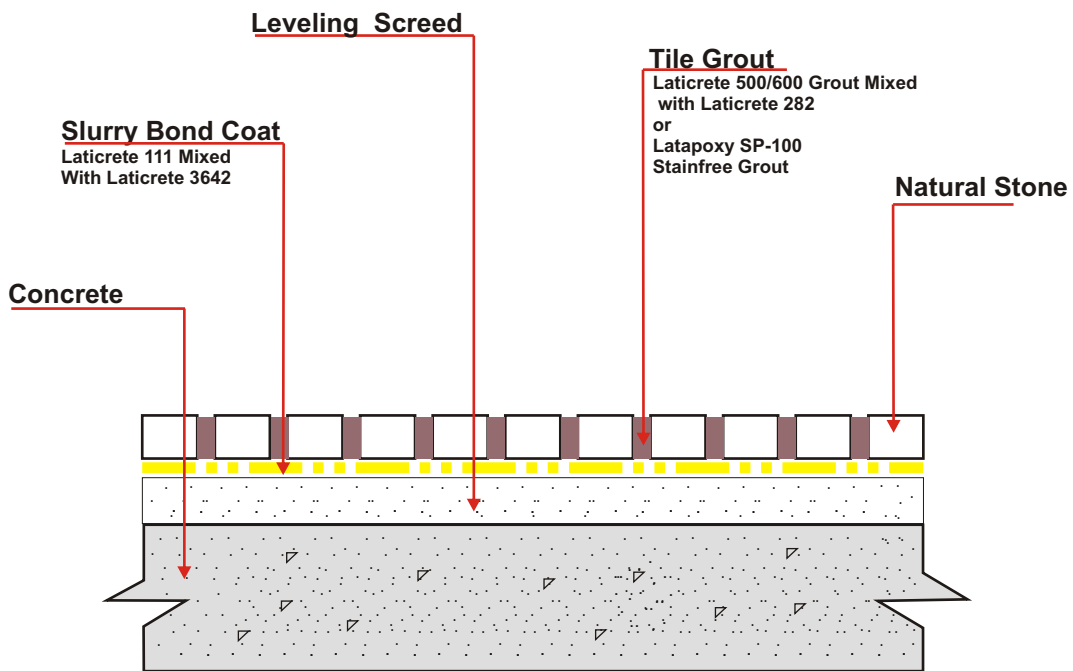 Leveling Screed
Tile Grout
Laticrete 500/600 Grout Mixed
with Laticrete 282
or
Latapoxy SP-100
Stainfree Grout
Slurry Bond Coat
Laticrete 111 Mixed
With Laticrete 3642
Natural Stone
Concrete